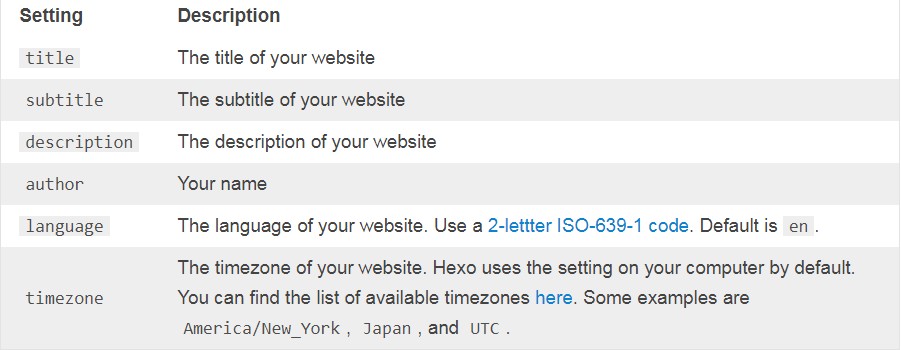 Setting Description
title The title of your website
subtitle The subtitle of your website
description The description of your website
author Your name
language The language of your website. Use a 2-lettter ISO-639-1 code. Default is en .
The timezone of your website. Hexo uses the setting on your computer by default.
timezone You can find the list of available timezones here. Some examples are
America/New_York , Japan , and UTC .